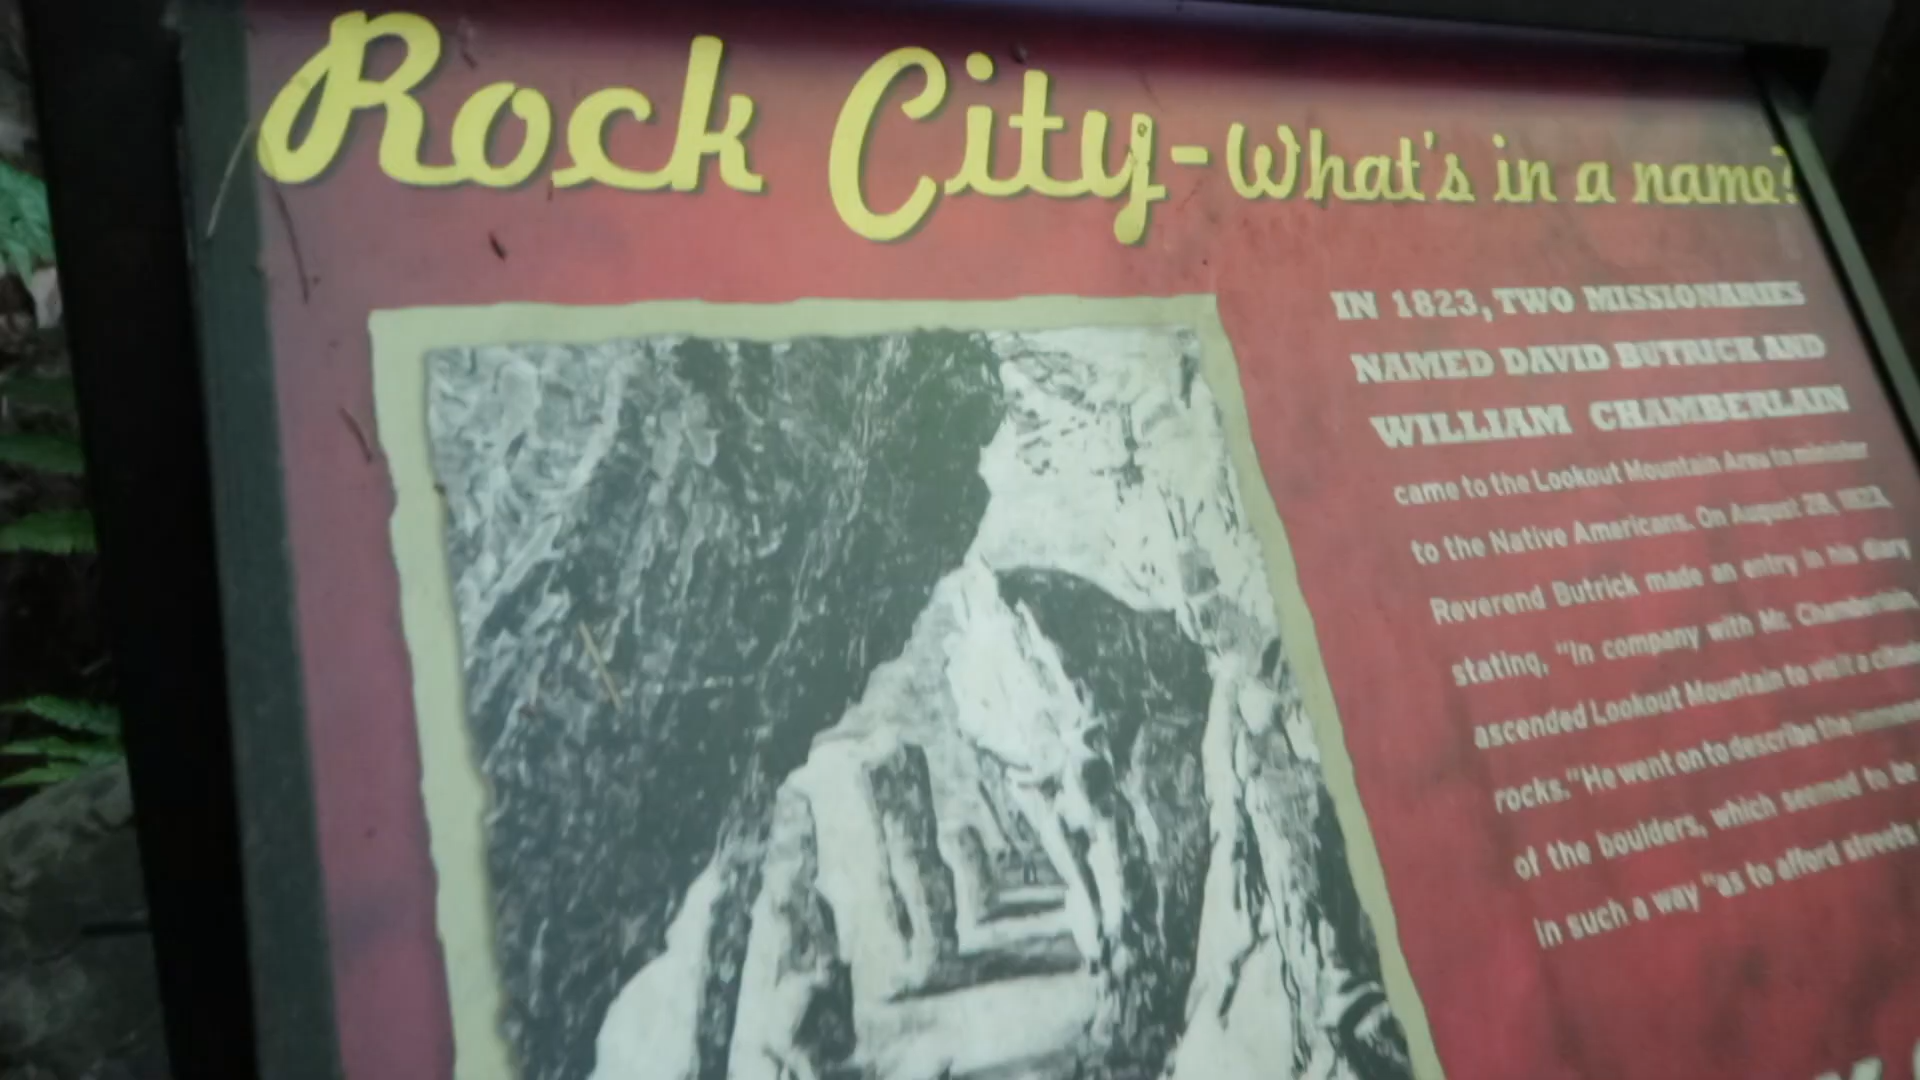 Rock City - What's in a name?
IN 1823, TWO MISSIONARIES
NAMED DAVID BUTRICK AND
WILLIAM CHAMBERLAIN
came to the Lookout Mountain Area to minister
to the Native Americans. On August 28, 1823,
Reverend Butrick made an entry in his diary
stating, "In company with Mr. Chamberlain,
ascended Lookout Mountain to visit a
rocks." He went on to describe the
of the boulders, which seemed to be
in such a way "as to afford streets